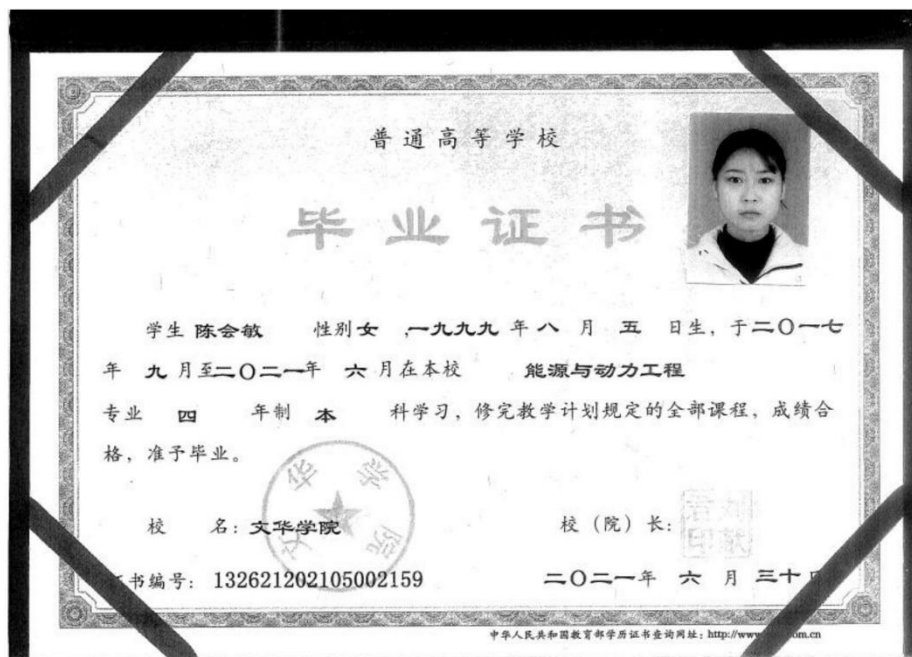 普通高等学校
毕业证书
学生 陈会敏 性别 女 ,一九九九 年 八 月 五 日生，于二〇一七
年 九 月至二〇二一年 六 月在本校 能源与动力工程
专业 四 年制 本 科学习，修完教学计划规定的全部课程，成绩合
格，准予毕业。
文华学院
校 名：文华学院 校（院）长：
书编号： 132621202105002159 二〇二一年 六 月 三十日
中华人民共和国教育部学历证书查询网址：http://www com.cn